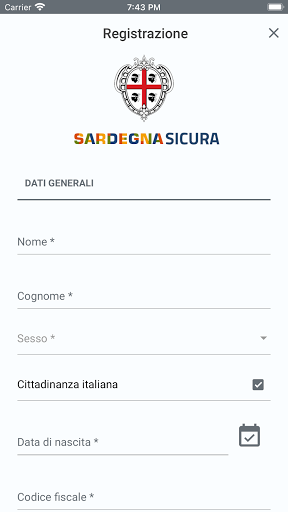 Carrier 7:43 PM
Registrazione
SARDEGNA SICURA
DATI GENERALI
Nome *
Cognome *
Sesso *
Cittadinanza italiana
Data di nascita *
Codice fiscale *